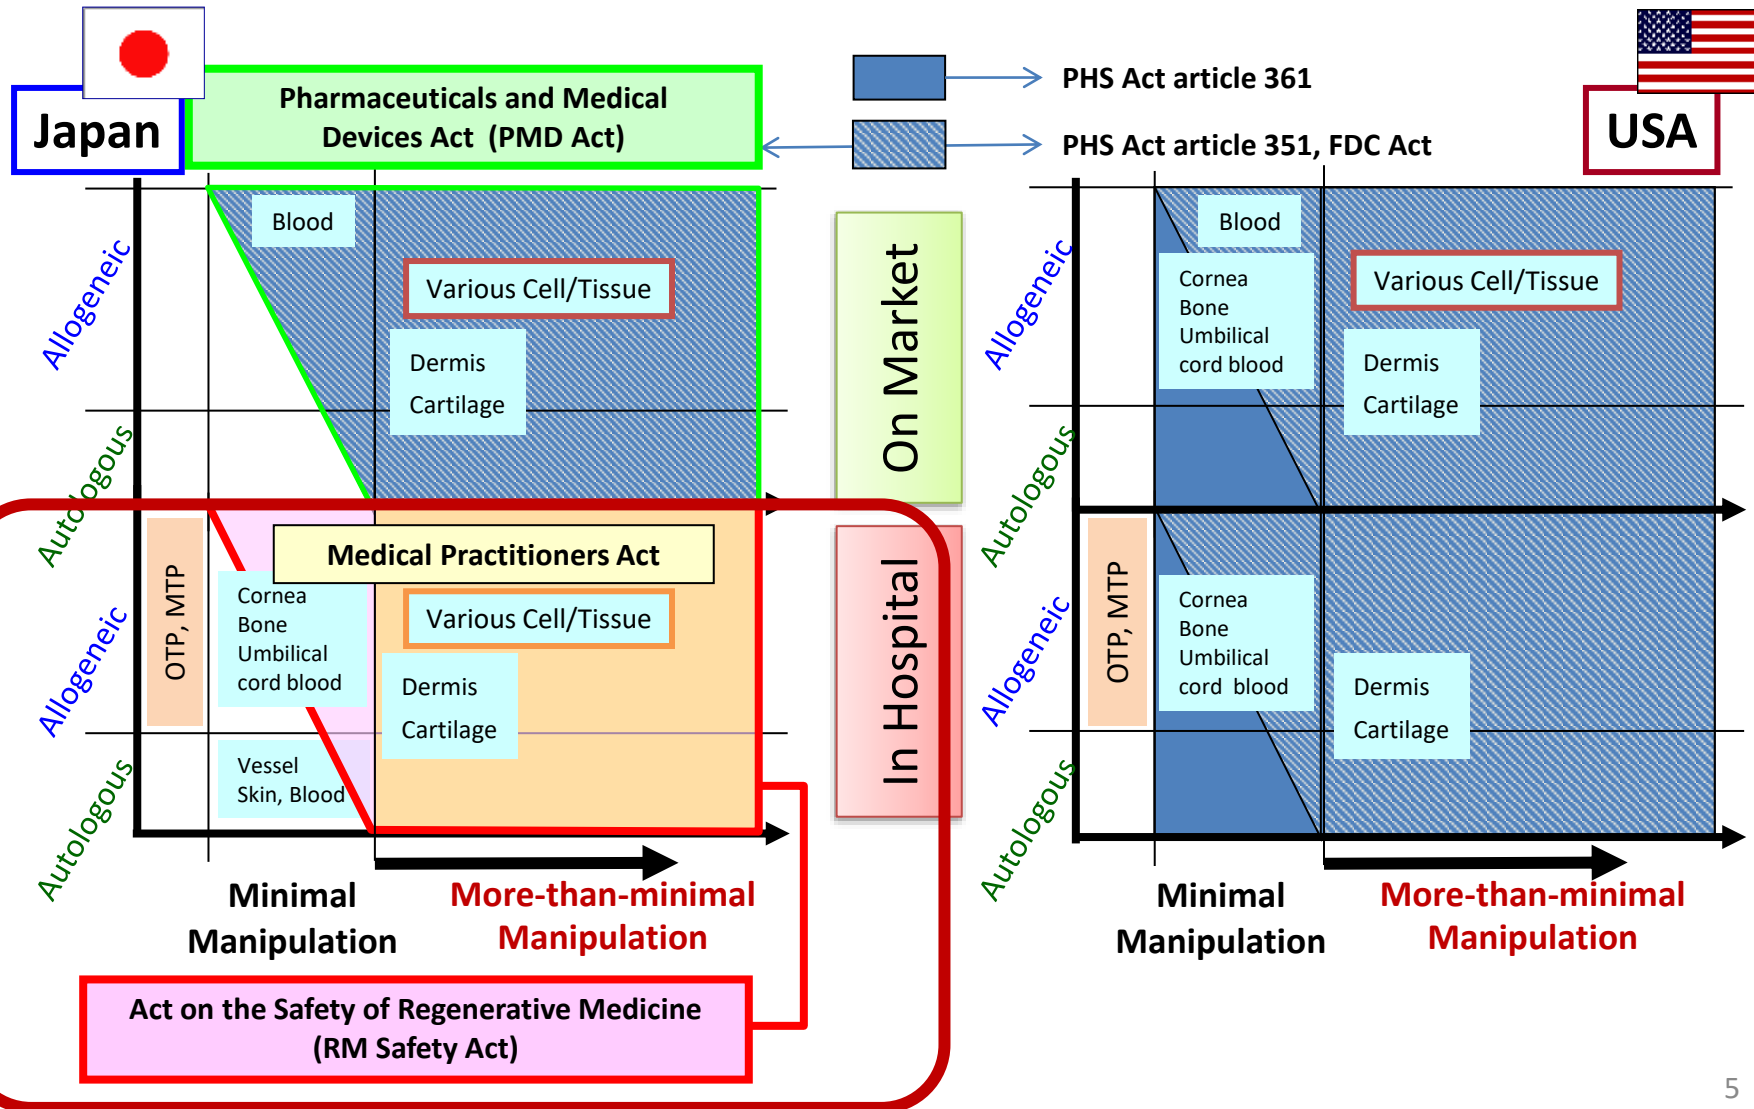 Japan
Pharmaceuticals and Medical
Devices Act (PMD Act)
PHS Act article 361
PHS Act article 351, FDC Act
USA
Allogeneic
Autologous
Blood
Various Cell/Tissue
Dermis
Cartilage
On Market
Allogeneic
Autologous
Blood
Cornea
Bone
Umbilical
cord blood
Various Cell/Tissue
Dermis
Cartilage
Allogeneic
Autologous
OTP, MTP
Medical Practitioners Act
Cornea
Bone
Umbilical
cord blood
Various Cell/Tissue
Dermis
Cartilage
Vessel
Skin, Blood
In Hospital
Allogeneic
Autologous
OTP, MTP
Cornea
Bone
Umbilical
cord blood
Dermis
Cartilage
Minimal
Manipulation
More-than-minimal
Manipulation
Minimal
Manipulation
More-than-minimal
Manipulation
Act on the Safety of Regenerative Medicine
(RM Safety Act)
5